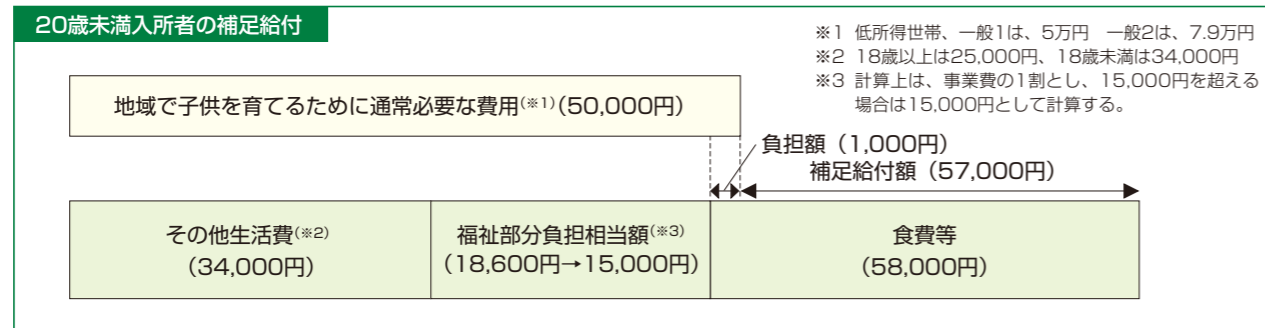 20歳未満入所者の補足給付
※1 低所得世帯、一般1は、5万円　一般2は、7.9万円
※2 18歳以上は25,000円、18歳未満は34,000円
※3 計算上は、事業費の1割とし、15,000円を超える
場合は15,000円として計算する。
地域で子供を育てるために通常必要な費用(※1)(50,000円)
負担額（1,000円）
補足給付額（57,000円）
その他生活費(※2)
（34,000円）
福祉部分負担相当額(※3)
（18,600円→15,000円）
食費等
（58,000円）